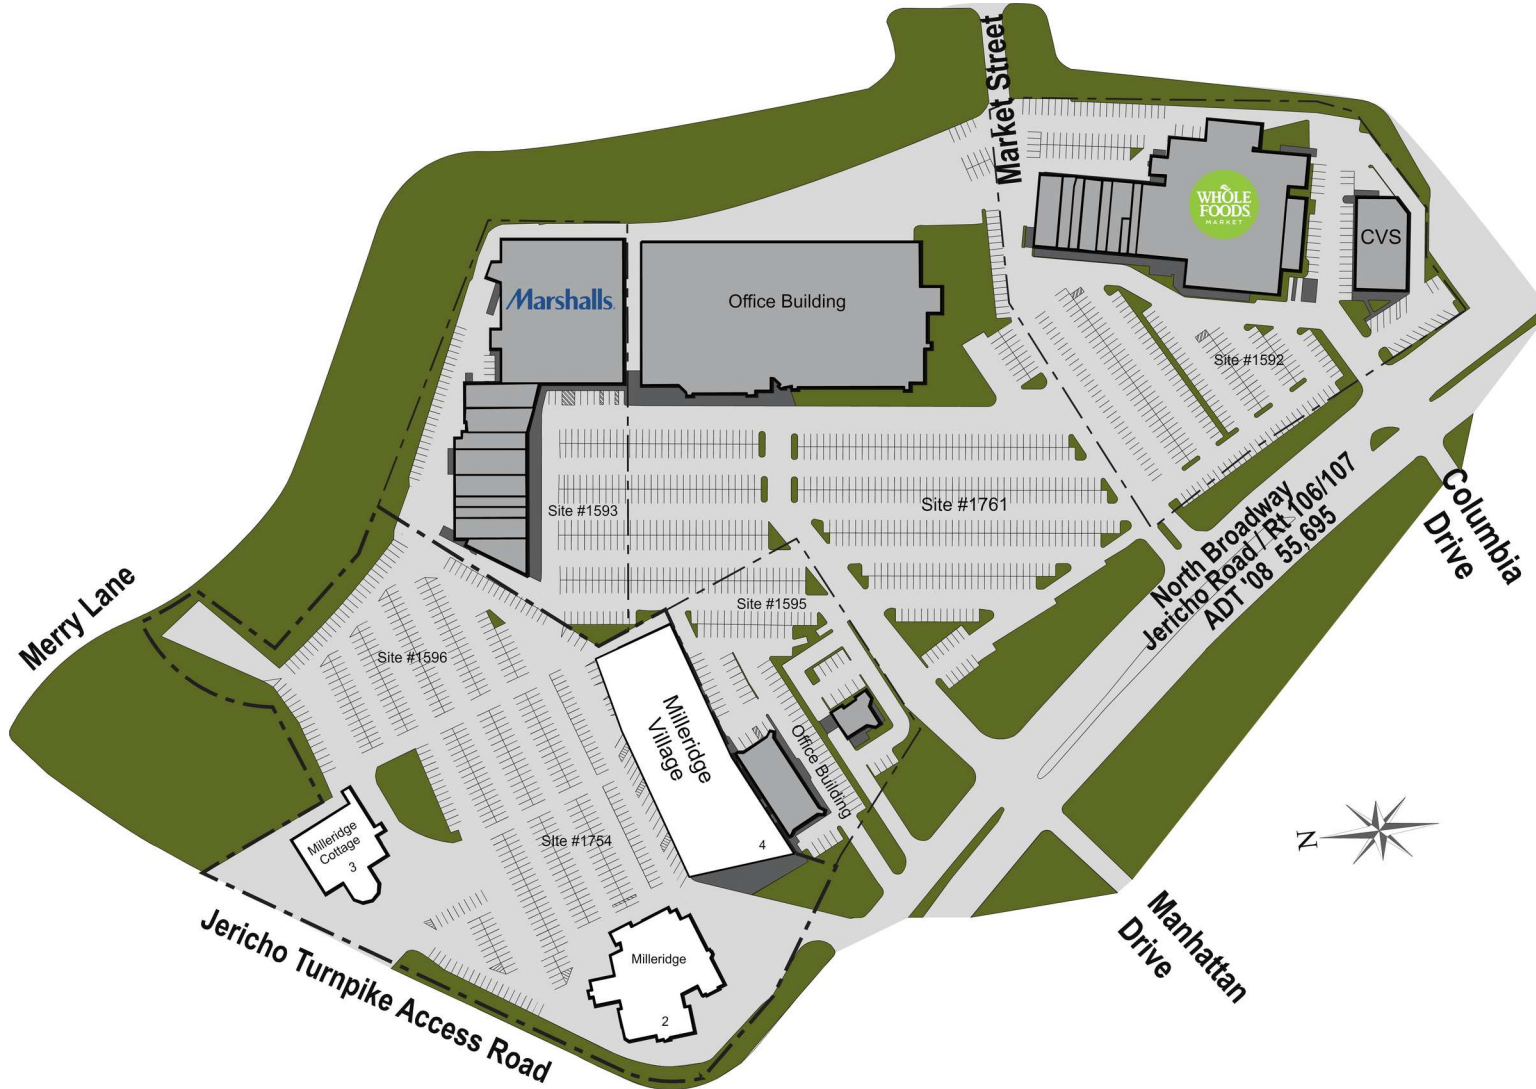 Market Street
WHOLE
FOODS
MARKET
CVS
Marshalls
Office Building
Site #1592
Site #1761
Site #1593
Columbia
Drive
North Broadway
Jericho Road / Rt 106/107
ADT '08 55,695
Merry Lane
Site #1595
Site #1596
Milleridge
Village
4
Office Building
Milleridge
Cottage
3
SIte #1754
N
Manhattan
Drive
Milleridge
2
Jericho Turnpike Access Road